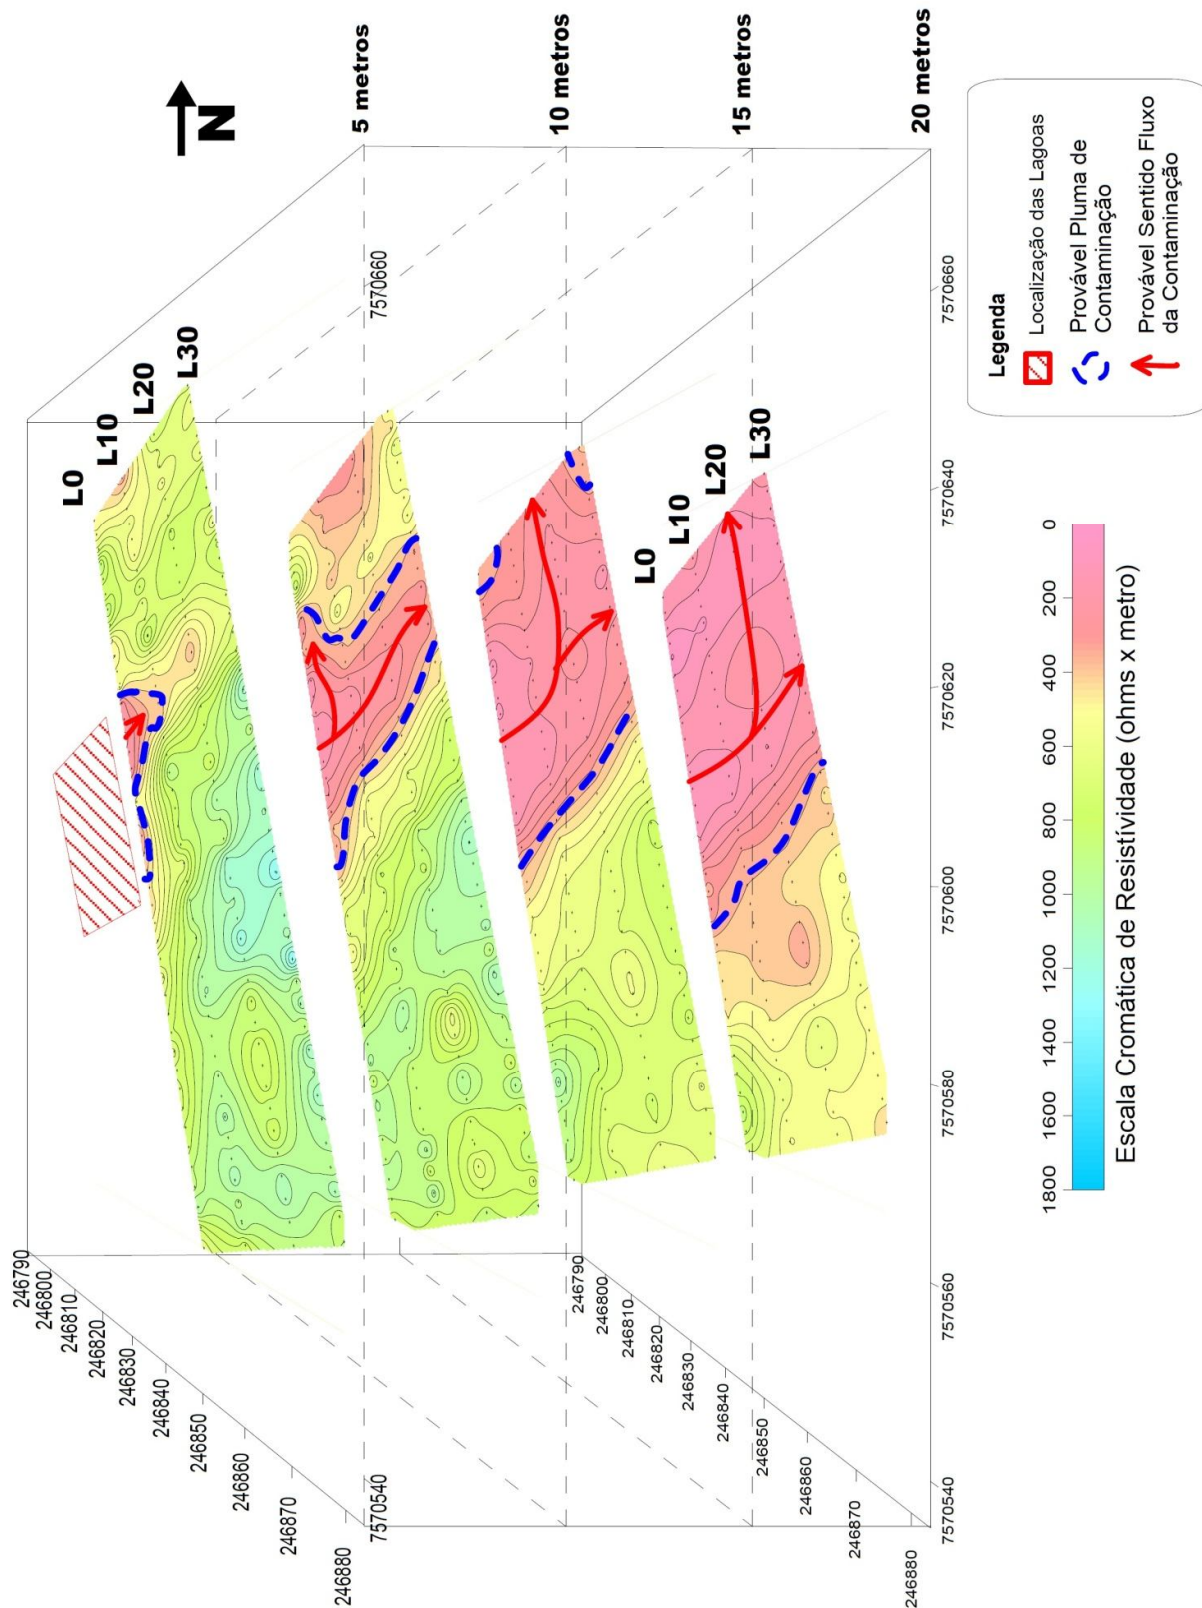 N
L0
L10
L20
L30
5 metros
10 metros
15 metros
20 metros
L0
L10
L20
L30
246790
246800
246810
246820
246830
246840
246850
246860
246870
246880
7570540
7570660
246790
246800
246810
246820
246830
246840
246850
246860
246870
246880
7570540
7570560
7570580
7570600
7570620
7570640
7570660
1800
1600
1400
1200
1000
800
600
400
200
0
Escala Cromática de Resistívidade (ohms x metro)
Legenda
Localização das Lagoas
Provável Pluma de
Contaminação
Provável Sentido Fluxo
da Contaminação